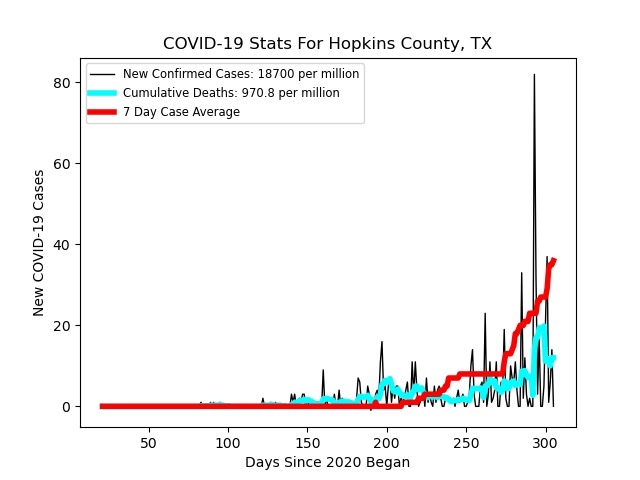 COVID-19 Stats For Hopkins County, TX
New Confirmed Cases: 18700 per million
Cumulative Deaths: 970.8 per million
7 Day Case Average
New COVID-19 Cases
80
60
40
20
0
50 100 150 200 250 300
Days Since 2020 Began